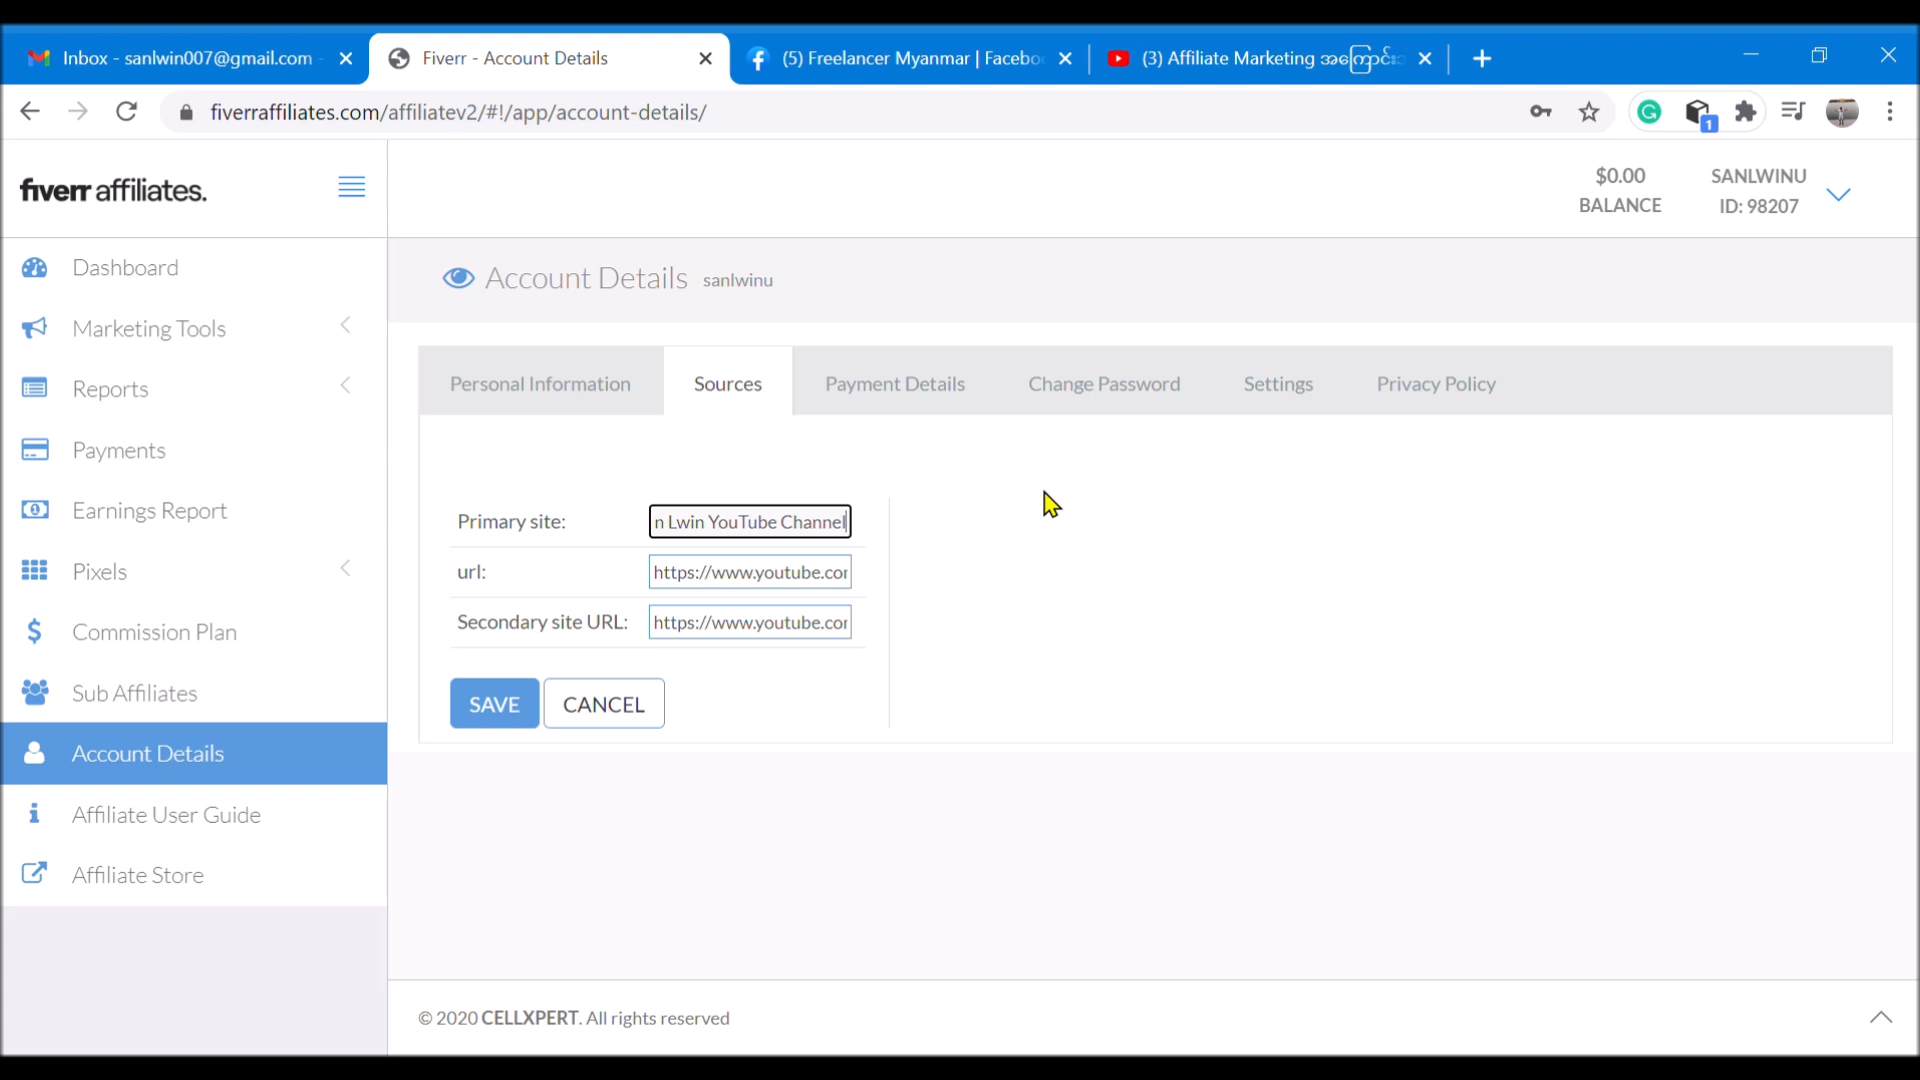 Inbox - sanlwin007@gmail.com -
Fiverr - Account Details
(5) Freelancer Myanmar | Facebo
(3) Affiliate Marketing အကြောင်း
fiverraffiliates.com/affiliatev2/#!/app/account-details/
1
fiverr affiliates.
$0.00
BALANCE
SANLWINU
ID: 98207
Dashboard
Marketing Tools
Reports
Payments
Earnings Report
Pixels
Commission Plan
Sub Affiliates
Account Details
Affiliate User Guide
Affiliate Store
Account Details sanlwinu
Personal Information
Sources
Payment Details
Change Password
Settings
Privacy Policy
Primary site: n Lwin YouTube Channel
url: https://www.youtube.cor
Secondary site URL: https://www.youtube.cor
SAVE
CANCEL
© 2020 CELLXPERT. All rights reserved